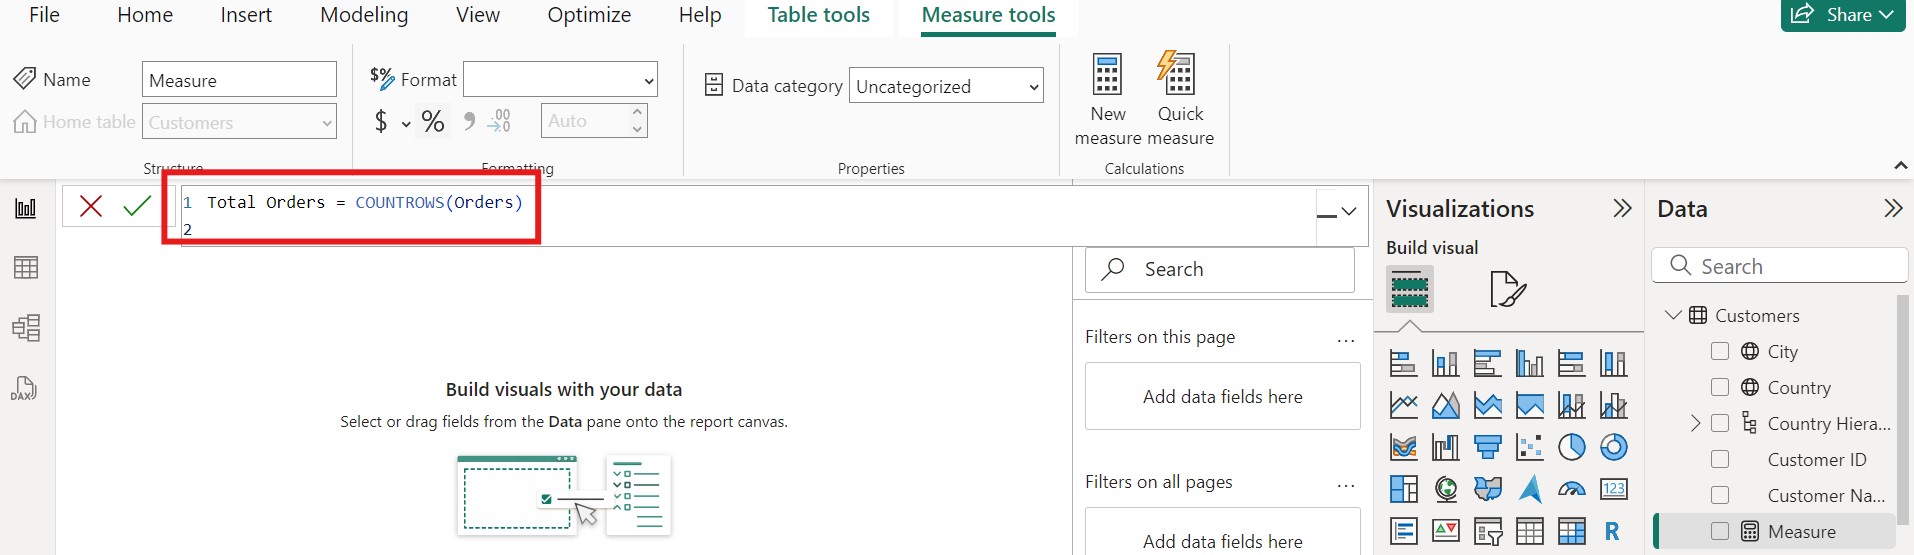 File Home Insert Modeling View Optimize Help Table tools Measure tools Share
Name Measure
Home table Customers
Structure
$% Format
$ % 9 .00 →0 Auto
Formatting
Data category Uncategorized
Properties
New measure
Quick measure
Calculations
1 Total Orders = COUNTROWS(Orders)
2
DAX
Build visuals with your data
Select or drag fields from the Data pane onto the report canvas.
Search
Filters on this page ...
Add data fields here
Filters on all pages ...
Add data fields here
Visualizations
Build visual
123
R
Data
Search
Customers
City
Country
Country Hiera...
Customer ID
Customer Na...
Measure